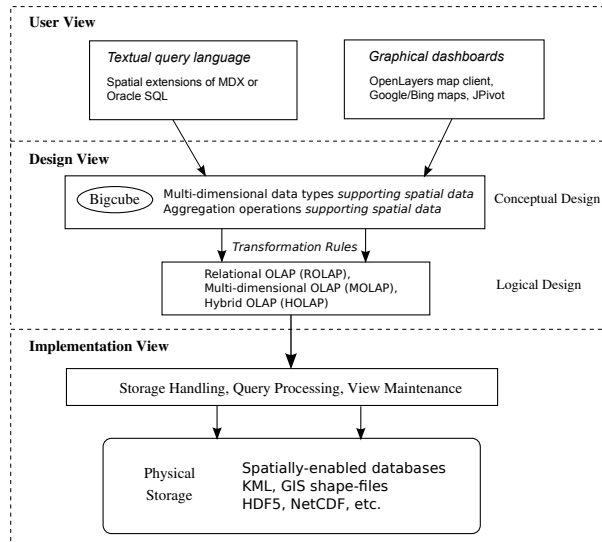 User View
Textual query language
Spatial extensions of MDX or
Oracle SQL
Graphical dashboards
OpenLayers map client,
Google/Bing maps, JPivot
Design View
Bigcube
Multi-dimensional data types supporting spatial data
Aggregation operations supporting spatial data
Conceptual Design
Transformation Rules
Relational OLAP (ROLAP),
Multi-dimensional OLAP (MOLAP),
Hybrid OLAP (HOLAP)
Logical Design
Implementation View
Storage Handling, Query Processing, View Maintenance
Physical
Storage
Spatially-enabled databases
KML, GIS shape-files
HDF5, NetCDF, etc.